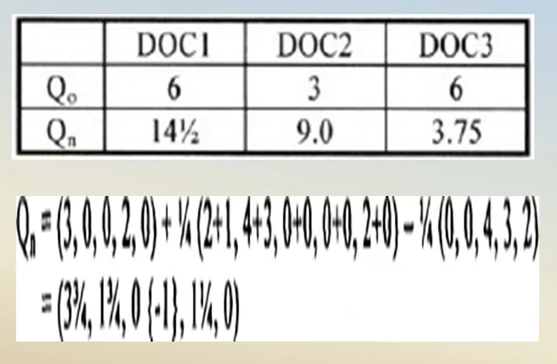 DOC1 DOC2 DOC3
Qo 6 3 6
Qn 14½ 9.0 3.75
Qn = (3, 0, 0, 2, 0) + ¼ (2+1, 4+3, 0+0, 0+0, 2+0) – ¼ (0, 0, 4, 3, 2)
= (3¾, 1¾, 0 {-1}, 1¼, 0)